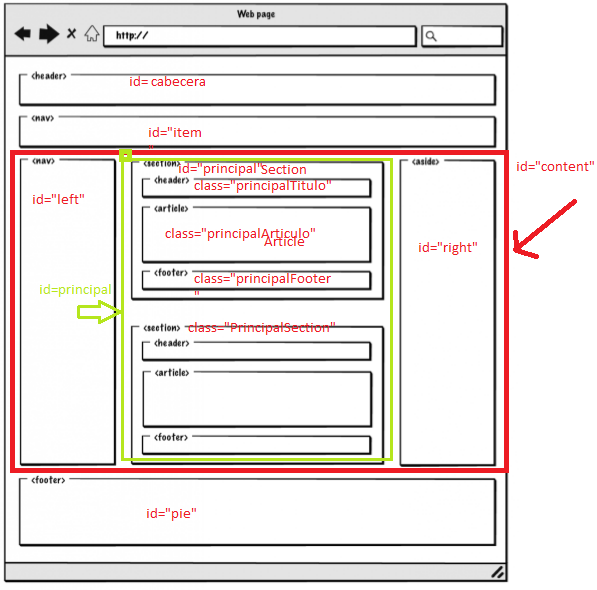 Web page
http://
<header>
id= cabecera
<nav>
id="item
"
<nav>
<section>
id="principal"Section
<aside>
id="content"
<header>
class="principalTitulo"
id="left"
<article>
class="principalArticulo"
Article
id="right"
<footer>
class="principalFooter
"
id=principal
<section>
class="PrincipalSection"
<header>
<article>
<footer>
<footer>
id="pie"